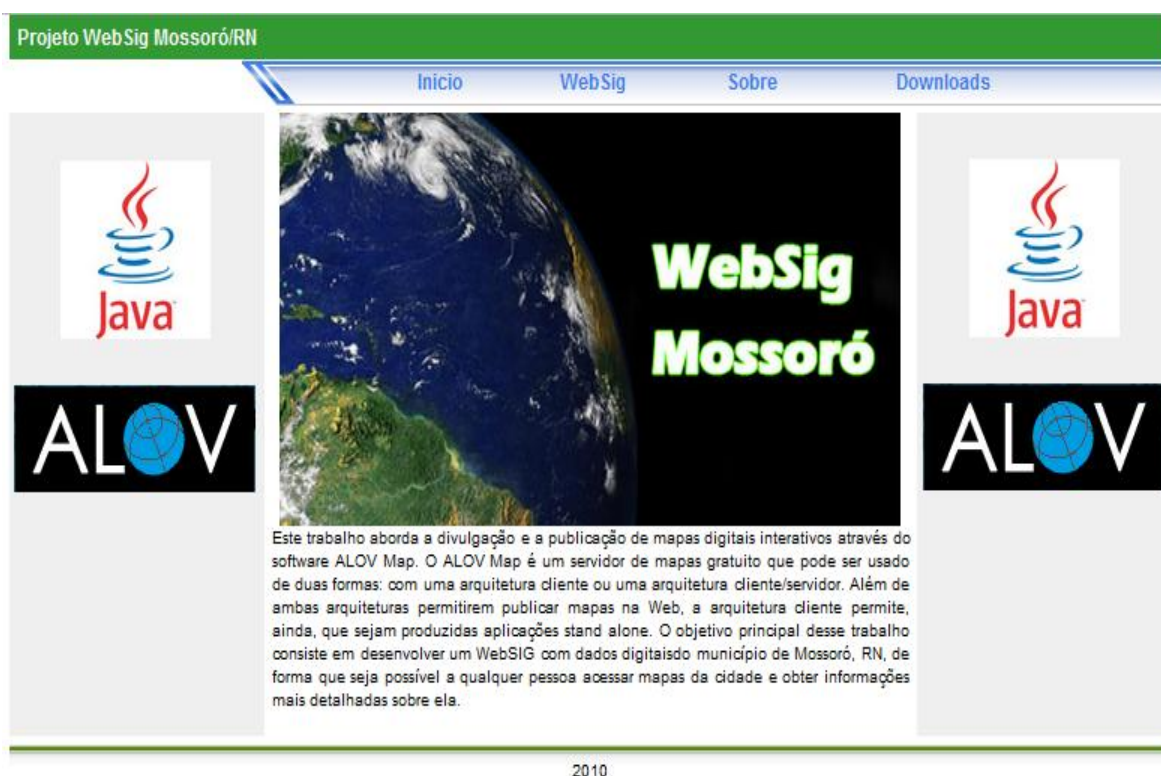 Projeto WebSig Mossoró/RN
Inicio WebSig Sobre Downloads
Java
ALOV
WebSig
Mossoró
Java
ALOV
Este trabalho aborda a divulgação e a publicação de mapas digitais interativos através do
software ALOV Map. O ALOV Map é um servidor de mapas gratuito que pode ser usado
de duas formas: com uma arquitetura cliente ou uma arquitetura cliente/servidor. Além de
ambas arquiteturas permitirem publicar mapas na Web, a arquitetura cliente permite,
ainda, que sejam produzidas aplicações stand alone. O objetivo principal desse trabalho
consiste em desenvolver um WebSIG com dados digitaisdo município de Mossoró, RN, de
forma que seja possível a qualquer pessoa acessar mapas da cidade e obter informações
mais detalhadas sobre ela.
2010